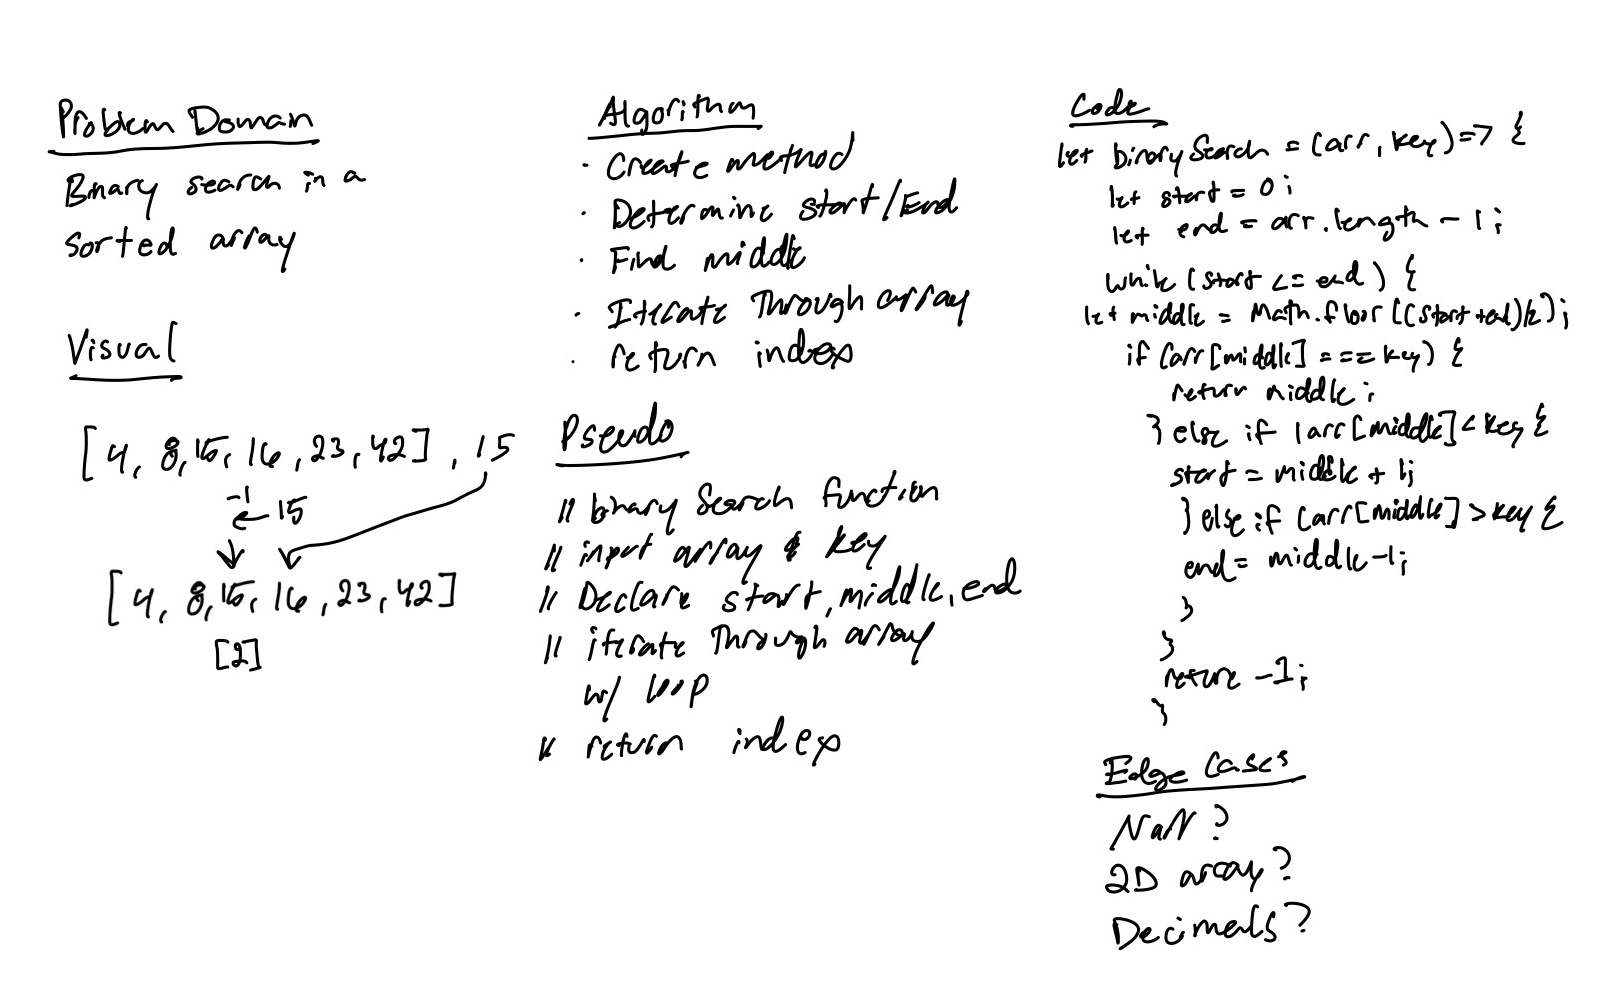 Problem Domain
Binary search in a
sorted array
Visual
[4, 8, 15, 16, 23, 42], 15
-1
← 15
[4, 8, 15, 16, 23, 42]
[2]
Algorithm
· Create method
· Determine start/End
· Find middle
· Iterate Through array
· return index
Pseudo
// binary Search function
// input array & key
// Declare start, middle, end
// iterate Through array
w/ loop
// return index
Code
let binarySearch = (arr, key) => {
let start = 0;
let end = arr.length - 1;
while (start <= end) {
let middle = Math.floor((start + end)/2);
if (arr[middle] === key) {
return middle;
} else if (arr[middle] < key {
start = middle + 1;
} else if (arr[middle] > key {
end = middle - 1;
}
}
return -1;
}
Edge Cases
NaN?
2D array?
Decimals?